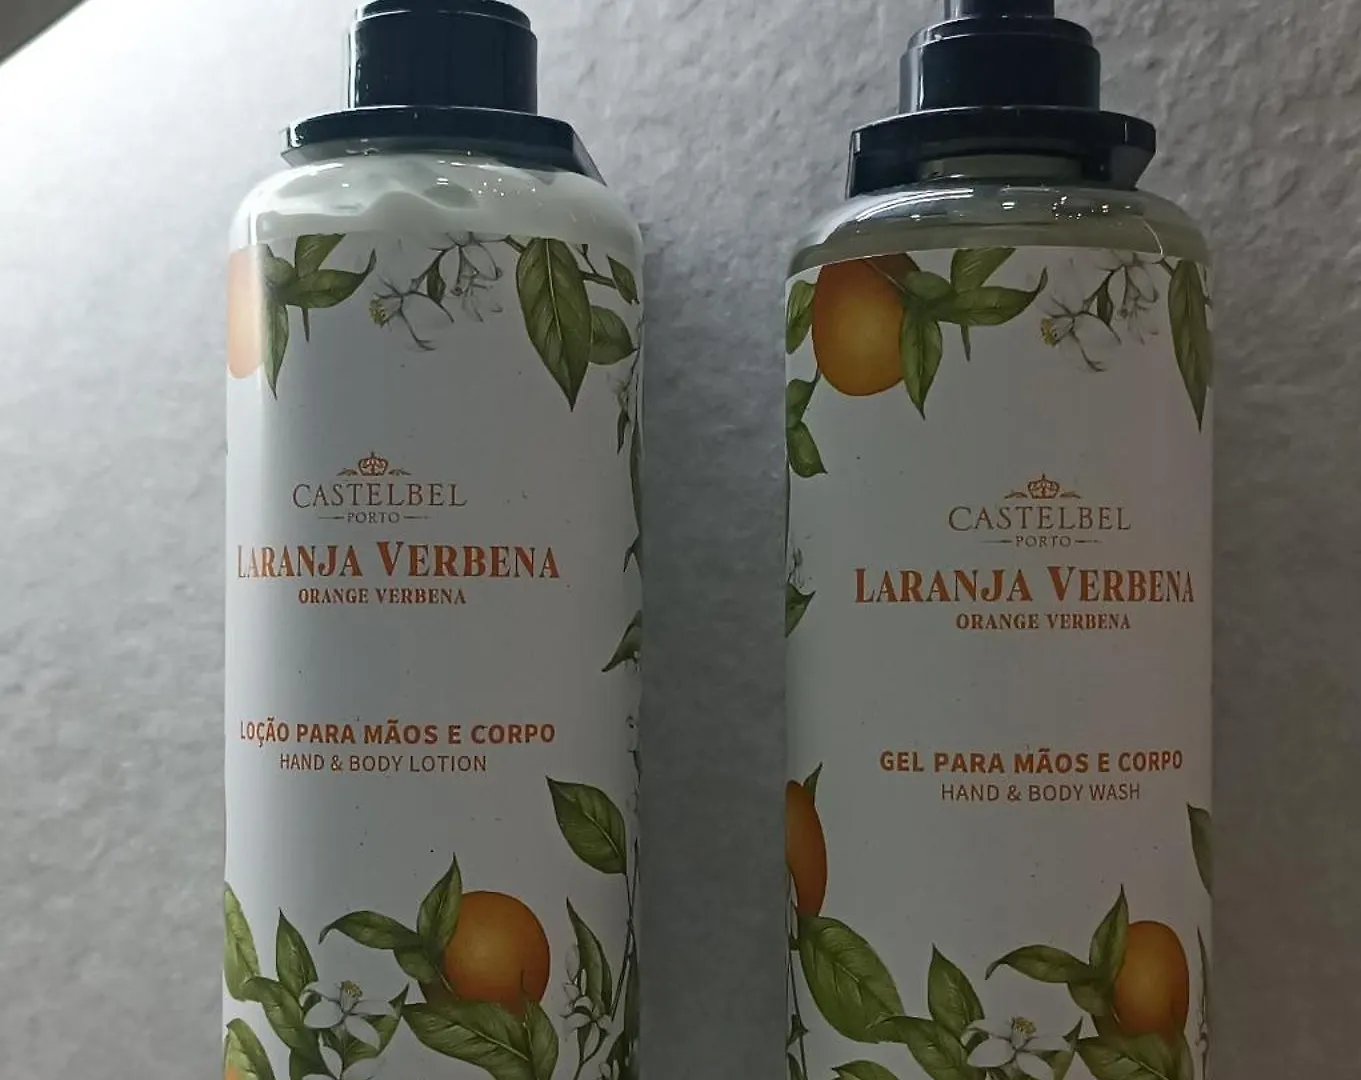 CASTELBEL
PORTO
LARANJA VERBENA
ORANGE VERBENA
LOÇÃO PARA MÃOS E CORPO
HAND & BODY LOTION
CASTELBEL
PORTO
LARANJA VERBENA
ORANGE VERBENA
GEL PARA MÃOS E CORPO
HAND & BODY WASH